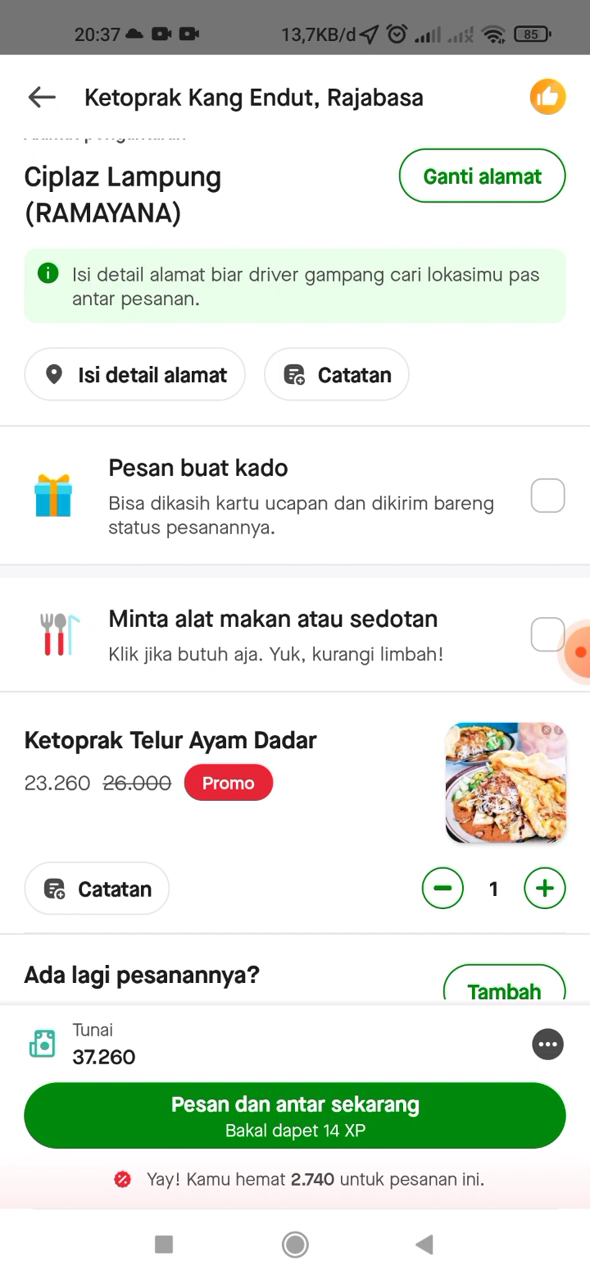 20:37
13,7KB/d
85
Ketoprak Kang Endut, Rajabasa
Ciplaz Lampung
(RAMAYANA)
Ganti alamat
Isi detail alamat biar driver gampang cari lokasimu pas
antar pesanan.
Isi detail alamat
Catatan
Pesan buat kado
Bisa dikasih kartu ucapan dan dikirim bareng
status pesanannya.
Minta alat makan atau sedotan
Klik jika butuh aja. Yuk, kurangi limbah!
Ketoprak Telur Ayam Dadar
23.260 26.000 Promo
Catatan
1
Ada lagi pesanannya?
Tambah
Tunai
37.260
Pesan dan antar sekarang
Bakal dapet 14 XP
Yay! Kamu hemat 2.740 untuk pesanan ini.